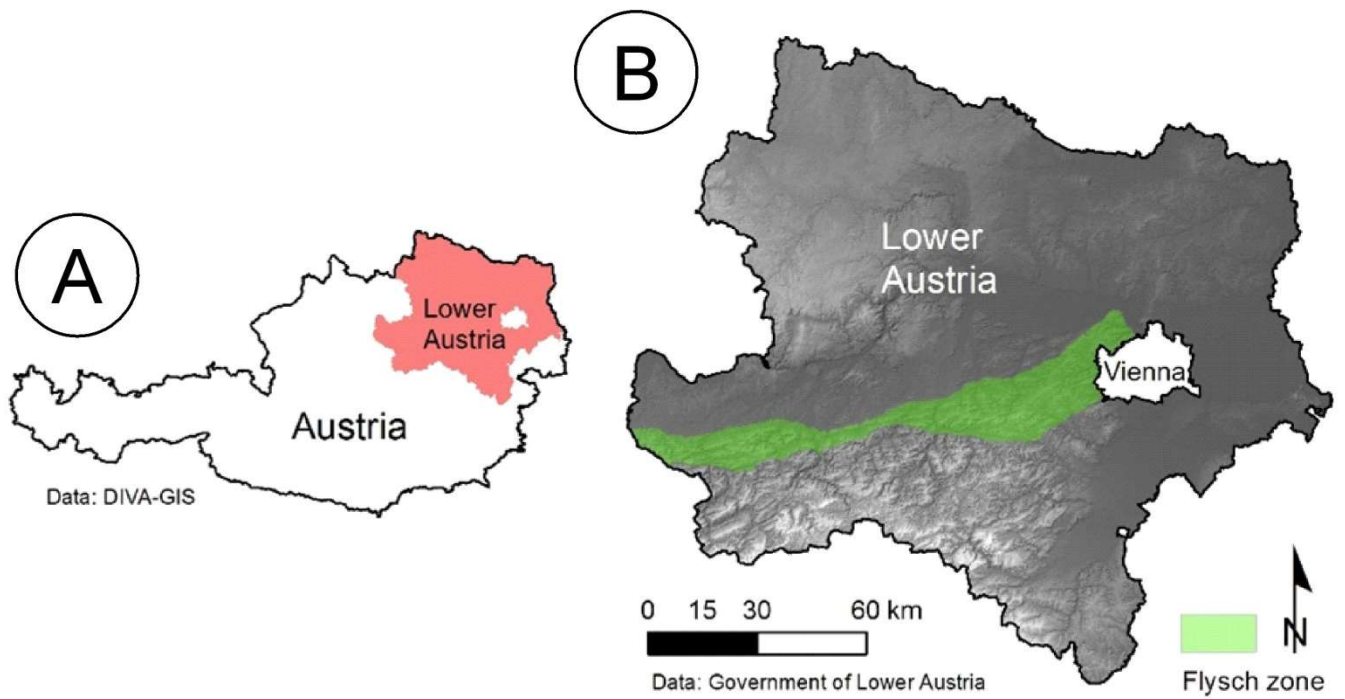 A
Lower
Austria
Austria
Data: DIVA-GIS
B
Lower
Austria
Vienna
0 15 30 60 km
Data: Government of Lower Austria
N
Flysch zone